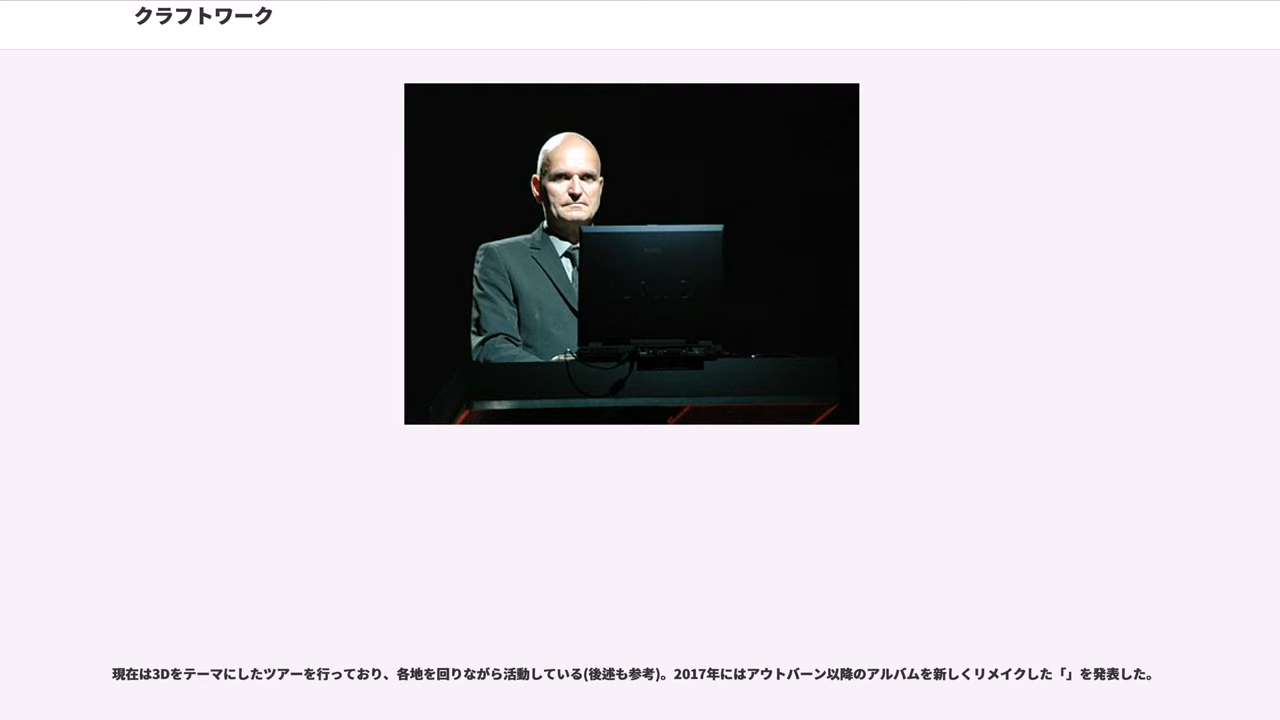 クラフトワーク
現在は3Dをテーマにしたツアーを行っており、各地を回りながら活動している(後述も参考)。2017年にはアウトバーン以降のアルバムを新しくリメイクした「」を発表した。